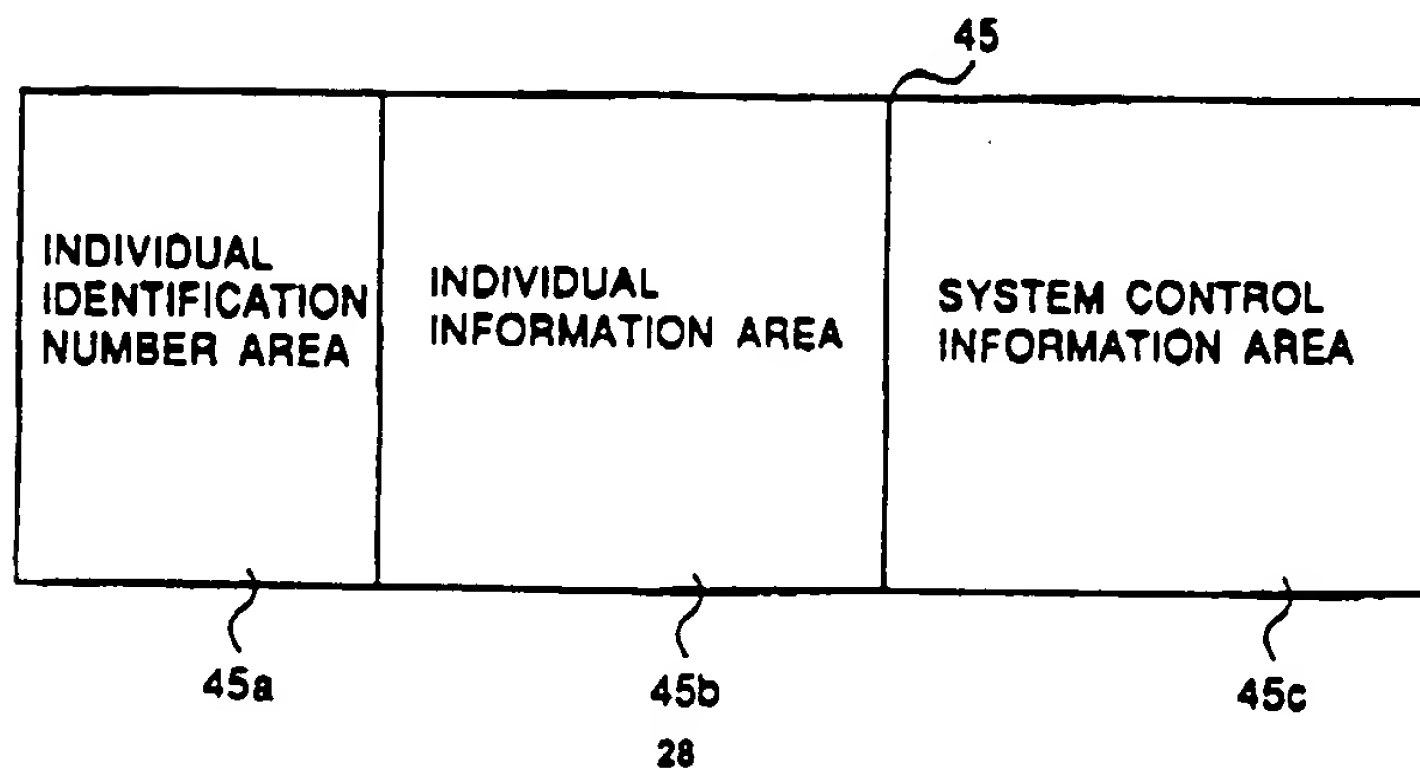 45
INDIVIDUAL
IDENTIFICATION
NUMBER AREA
INDIVIDUAL
INFORMATION AREA
SYSTEM CONTROL
INFORMATION AREA
45a
45b
45c
28